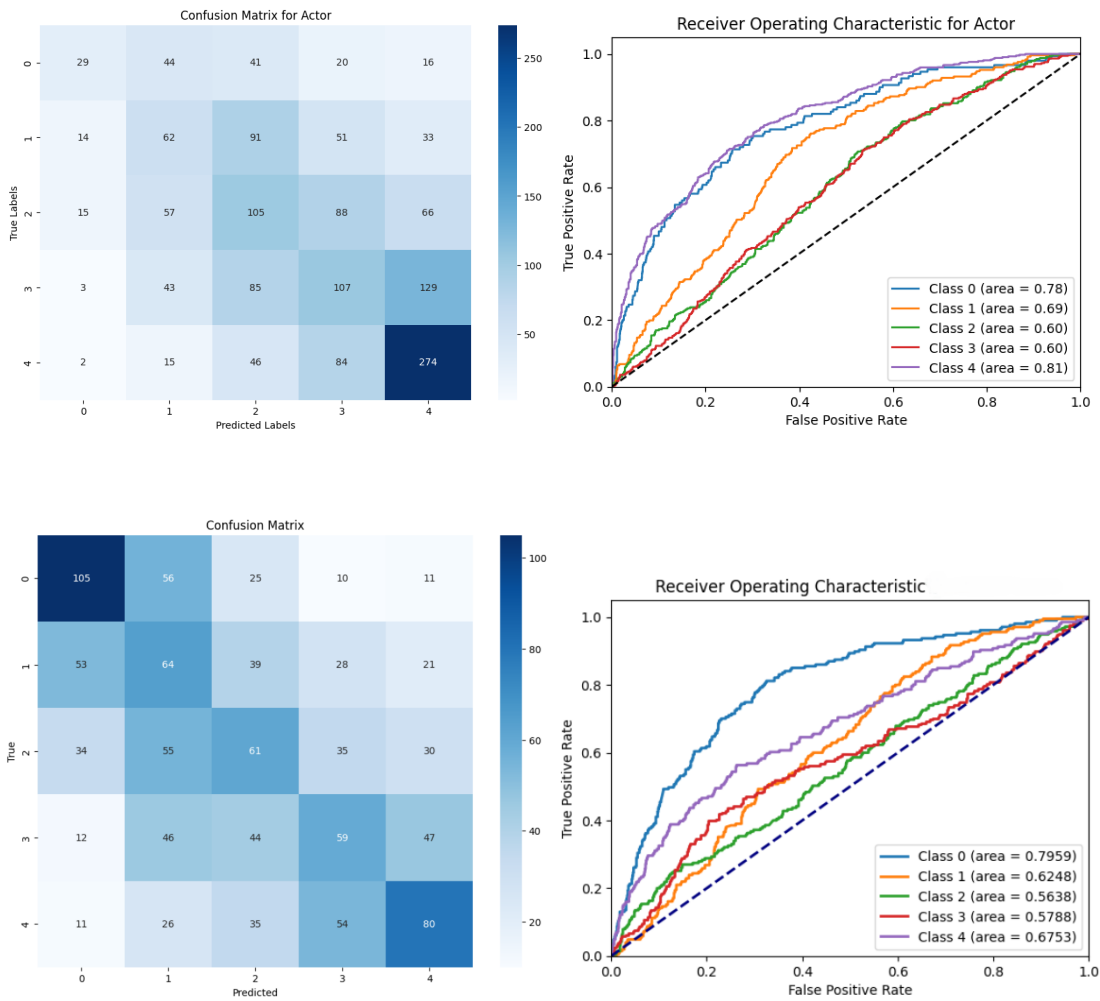 Confusion Matrix for Actor
0 29 44 41 20 16
1 14 62 91 51 33
2 15 57 105 88 66
3 3 43 85 107 129
4 2 15 46 84 274
0 1 2 3 4
Predicted Labels
True Labels
250
200
150
100
50
Receiver Operating Characteristic for Actor
1.0
0.8
0.6
0.4
0.2
0.0
0.0 0.2 0.4 0.6 0.8 1.0
False Positive Rate
True Positive Rate
Class 0 (area = 0.78)
Class 1 (area = 0.69)
Class 2 (area = 0.60)
Class 3 (area = 0.60)
Class 4 (area = 0.81)
Confusion Matrix
0 105 56 25 10 11
1 53 64 39 28 21
2 34 55 61 35 30
3 12 46 44 59 47
4 11 26 35 54 80
0 1 2 3 4
Predicted
True
100
80
60
40
20
Receiver Operating Characteristic
1.0
0.8
0.6
0.4
0.2
0.0
0.0 0.2 0.4 0.6 0.8 1.0
False Positive Rate
True Positive Rate
Class 0 (area = 0.7959)
Class 1 (area = 0.6248)
Class 2 (area = 0.5638)
Class 3 (area = 0.5788)
Class 4 (area = 0.6753)